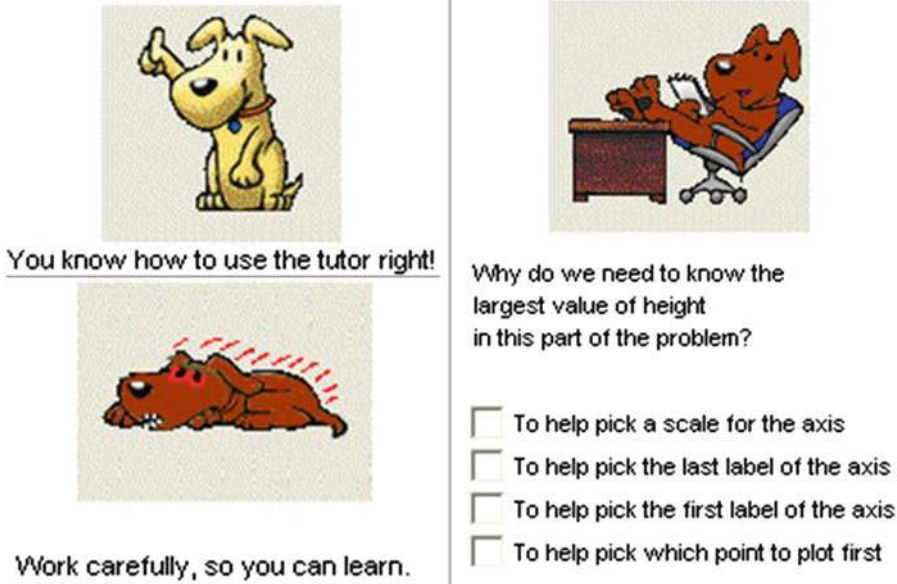 You know how to use the tutor right!
Work carefully, so you can learn.
Why do we need to know the
largest value of height
in this part of the problem?
To help pick a scale for the axis
To help pick the last label of the axis
To help pick the first label of the axis
To help pick which point to plot first